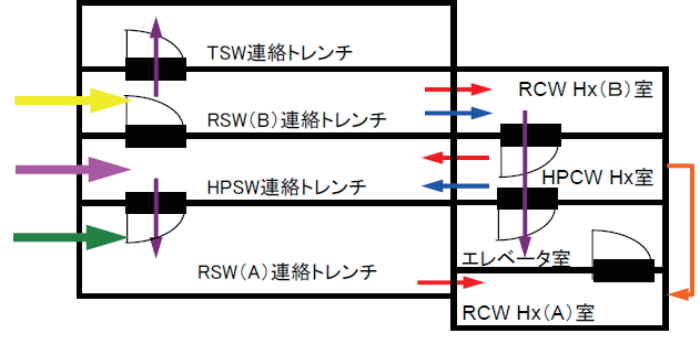 TSW連絡トレンチ
RCW Hx(B)室
RSW(B)連絡トレンチ
HPCW Hx室
HPSW連絡トレンチ
エレベータ室
RSW(A)連絡トレンチ
RCW Hx(A)室